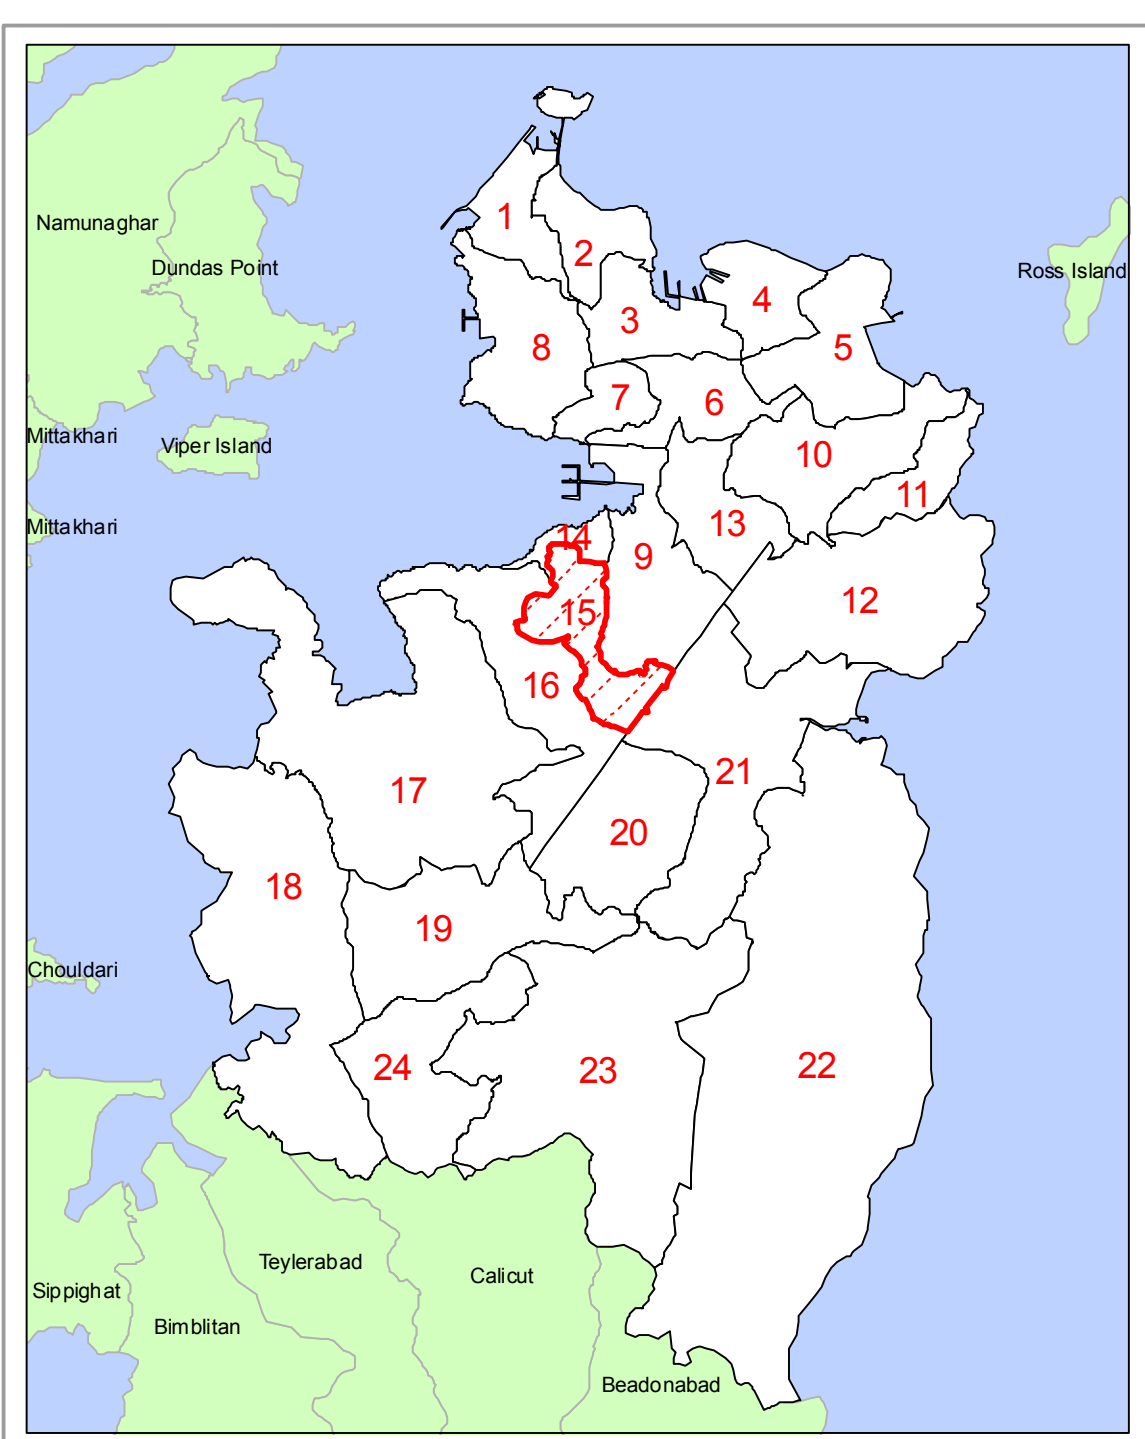 1
Namunaghar
2
Dundas Point
Ross Island
4
3
5
8
7
6
Mittakhari
Viper Island
10
11
Mittakhari
13
14
9
12
15
16
21
17
20
18
19
Chouldari
24
23
22
Teylerabad
Calicut
Sippighat
Bimblitan
Beadonabad